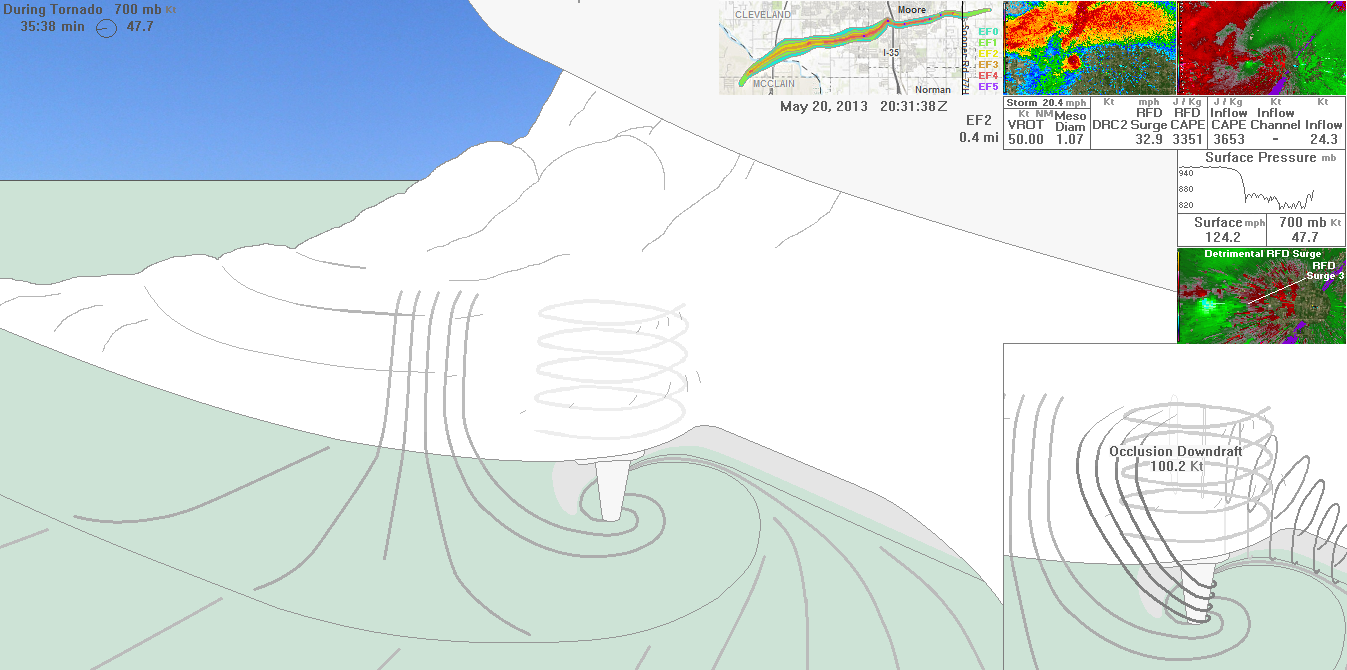 During Tornado 700 mb Kt
35:38 min 47.7
CLEVELAND
Moore
I-35
MCCLAIN
Norman
EF0
EF1
EF2
EF3
EF4
EF5
May 20, 2013 20:31:38Z
EF2
0.4 mi
Storm 20.4 mph
Kt NM
VROT Meso Diam
50.00 1.07
Kt mph J / Kg
DRC2 RFD Surge RFD CAPE
32.9 3351
J / Kg Kt Kt
Inflow CAPE Inflow Channel Inflow
3653 - 24.3
Surface Pressure mb
940
880
820
Surface mph 700 mb Kt
124.2 47.7
Detrimental RFD Surge
RFD
Surge 3
Occlusion Downdraft
100.2 Kt